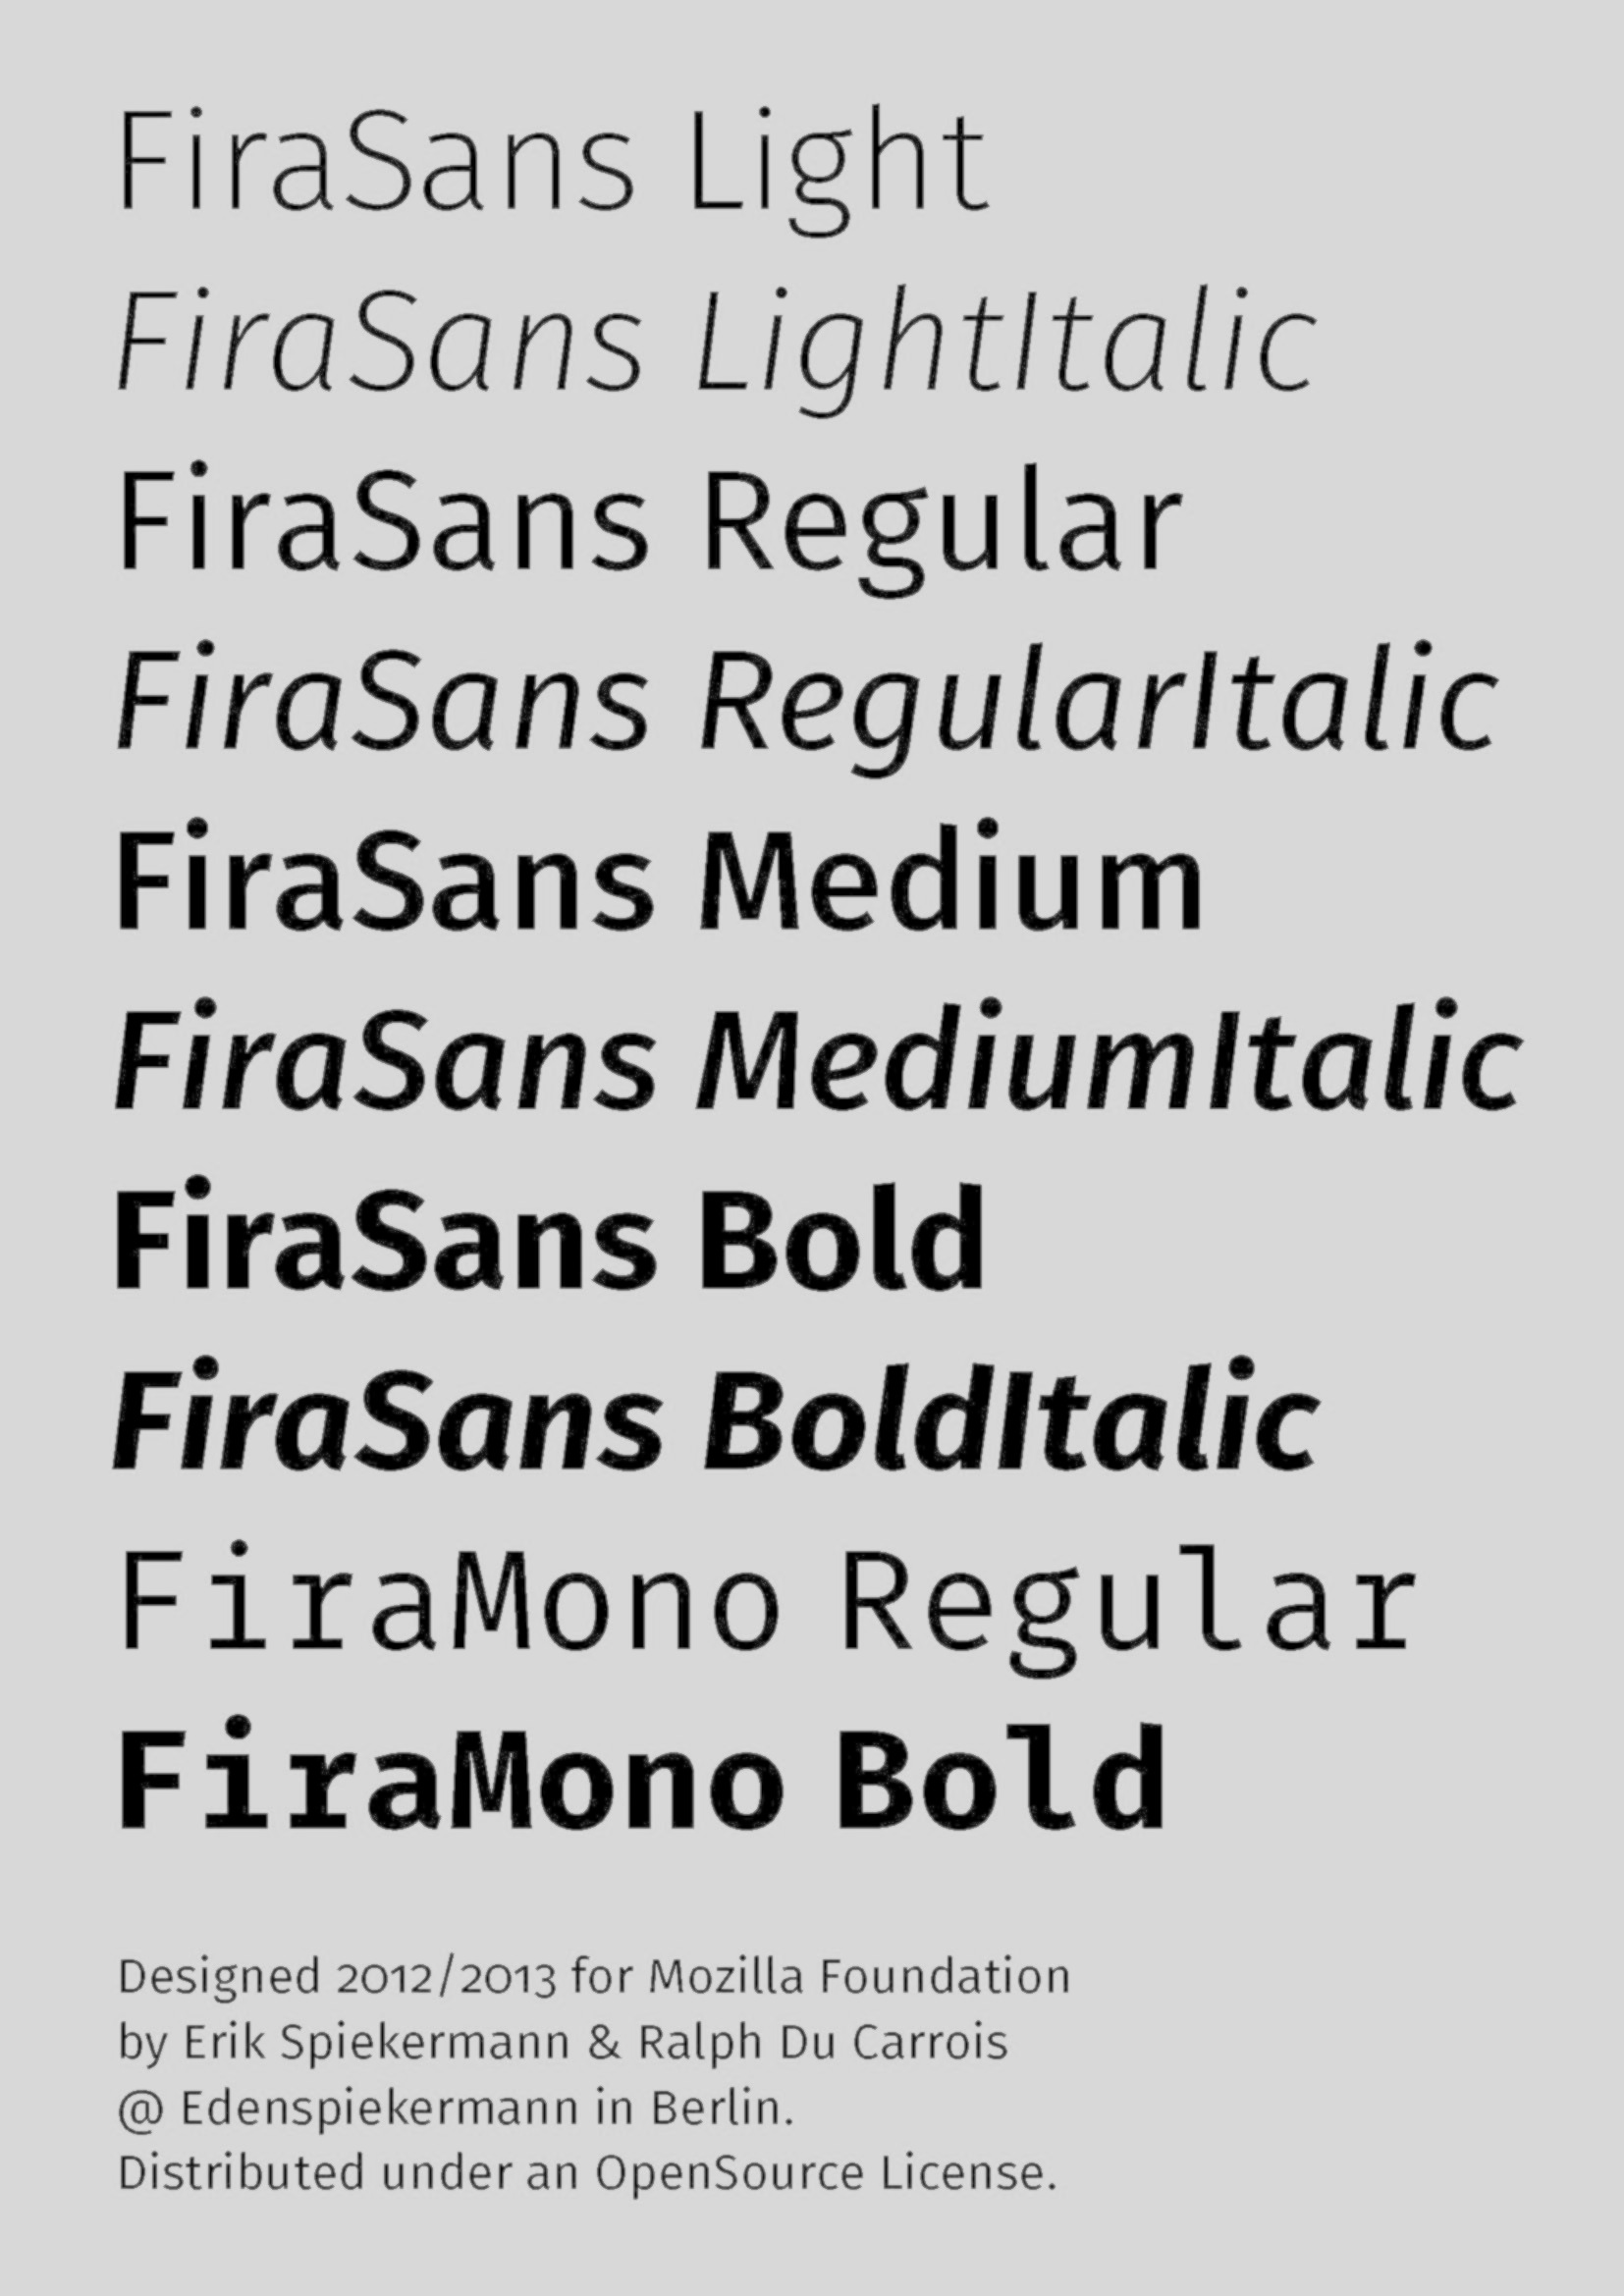 FiraSans Light
FiraSans LightItalic
FiraSans Regular
FiraSans RegularItalic
FiraSans Medium
FiraSans MediumItalic
FiraSans Bold
FiraSans BoldItalic
FiraMono Regular
FiraMono Bold
Designed 2012/2013 for Mozilla Foundation
by Erik Spiekermann & Ralph Du Carrois
@ Edenspiekermann in Berlin.
Distributed under an OpenSource License.